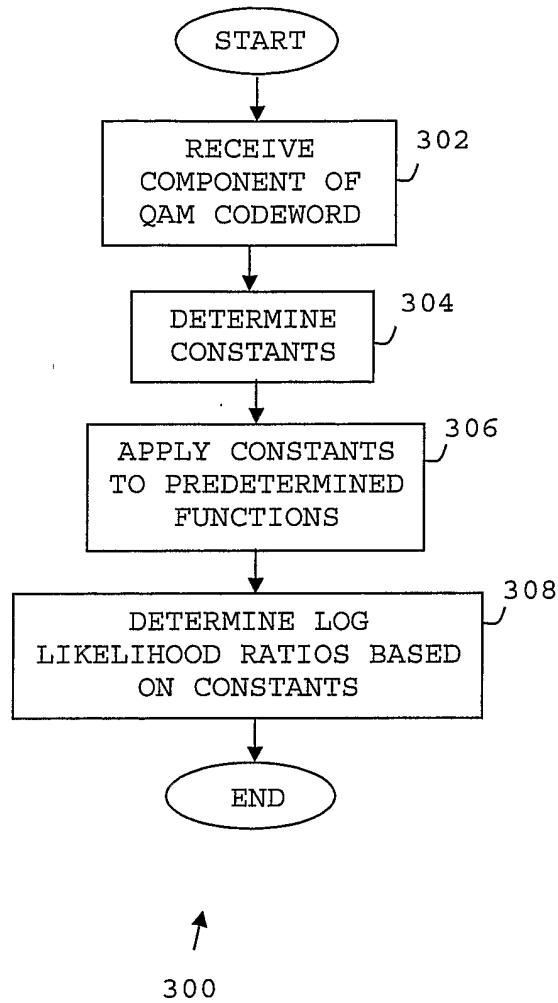 START
RECEIVE
COMPONENT OF
QAM CODEWORD
302
DETERMINE
CONSTANTS
304
APPLY CONSTANTS
TO PREDETERMINED
FUNCTIONS
306
DETERMINE LOG
LIKELIHOOD RATIOS BASED
ON CONSTANTS
308
END
300